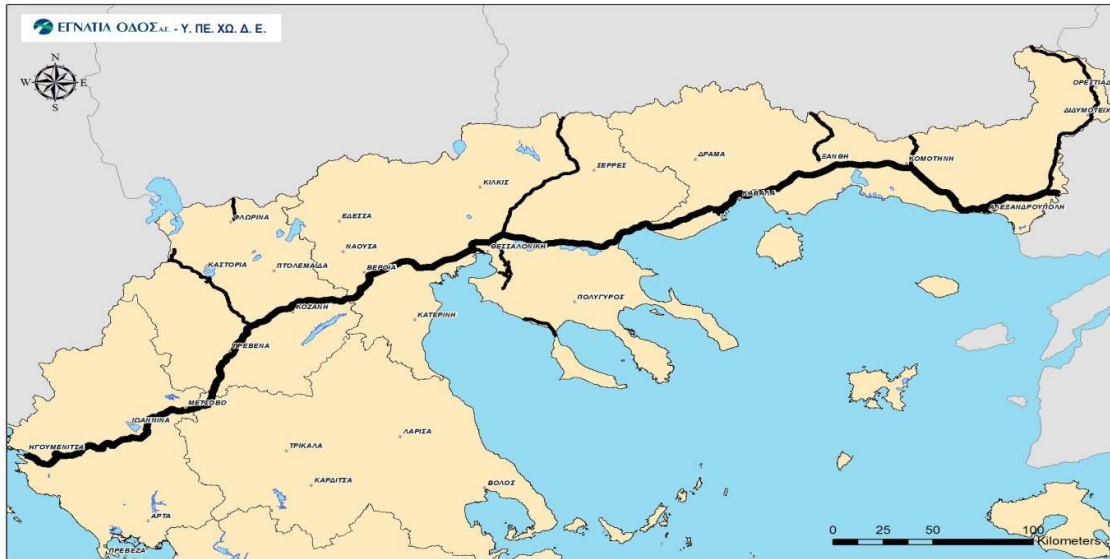 ΕΓΝΑΤΙΑ ΟΔΟΣ Α.Ε. - Υ. ΠΕ. ΧΩ. Δ. Ε.
N
W E
S
ΟΡΕΣΤΙΑΔ
ΔΙΔΥΜΟΤΕΙΧ
ΔΡΑΜΑ
ΞΑΝΘΗ
ΚΟΜΟΤΗΝΗ
ΣΕΡΡΕΣ
ΚΙΛΚΙΣ
ΚΑΒΑΛΑ
ΑΛΕΞΑΝΔΡΟΥΠΟΛΗ
ΦΛΩΡΙΝΑ
ΕΔΕΣΣΑ
ΝΑΟΥΣΑ
ΘΕΣΣΑΛΟΝΙΚΗ
ΚΑΣΤΟΡΙΑ
ΠΤΟΛΕΜΑΙΔΑ
ΒΕΡΟΙΑ
ΠΟΛΥΓΥΡΟΣ
ΚΟΖΑΝΗ
ΚΑΤΕΡΙΝΗ
ΓΡΕΒΕΝΑ
ΜΕΤΣΟΒΟ
ΙΩΑΝΝΙΝΑ
ΗΓΟΥΜΕΝΙΤΣΑ
ΛΑΡΙΣΑ
ΤΡΙΚΑΛΑ
ΚΑΡΔΙΤΣΑ
ΒΟΛΟΣ
ΑΡΤΑ
ΠΡΕΒΕΖΑ
0 25 50 100
Kilometers